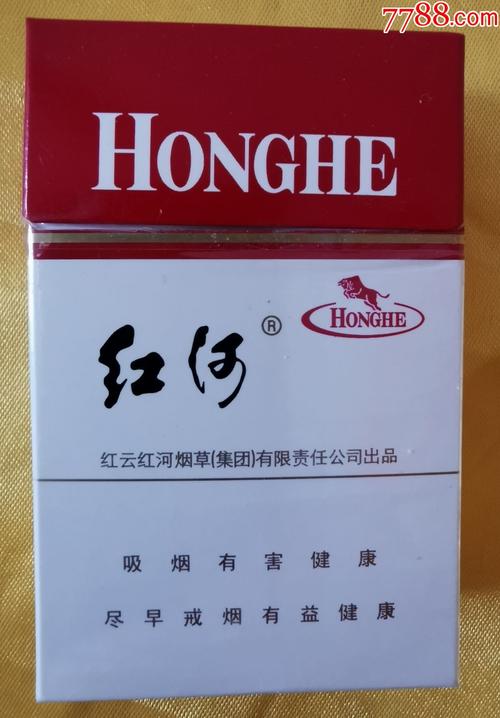 7788.com
HONGHE
红河®
HONGHE
红云红河烟草(集团)有限责任公司出品
吸烟有害健康
尽早戒烟有益健康